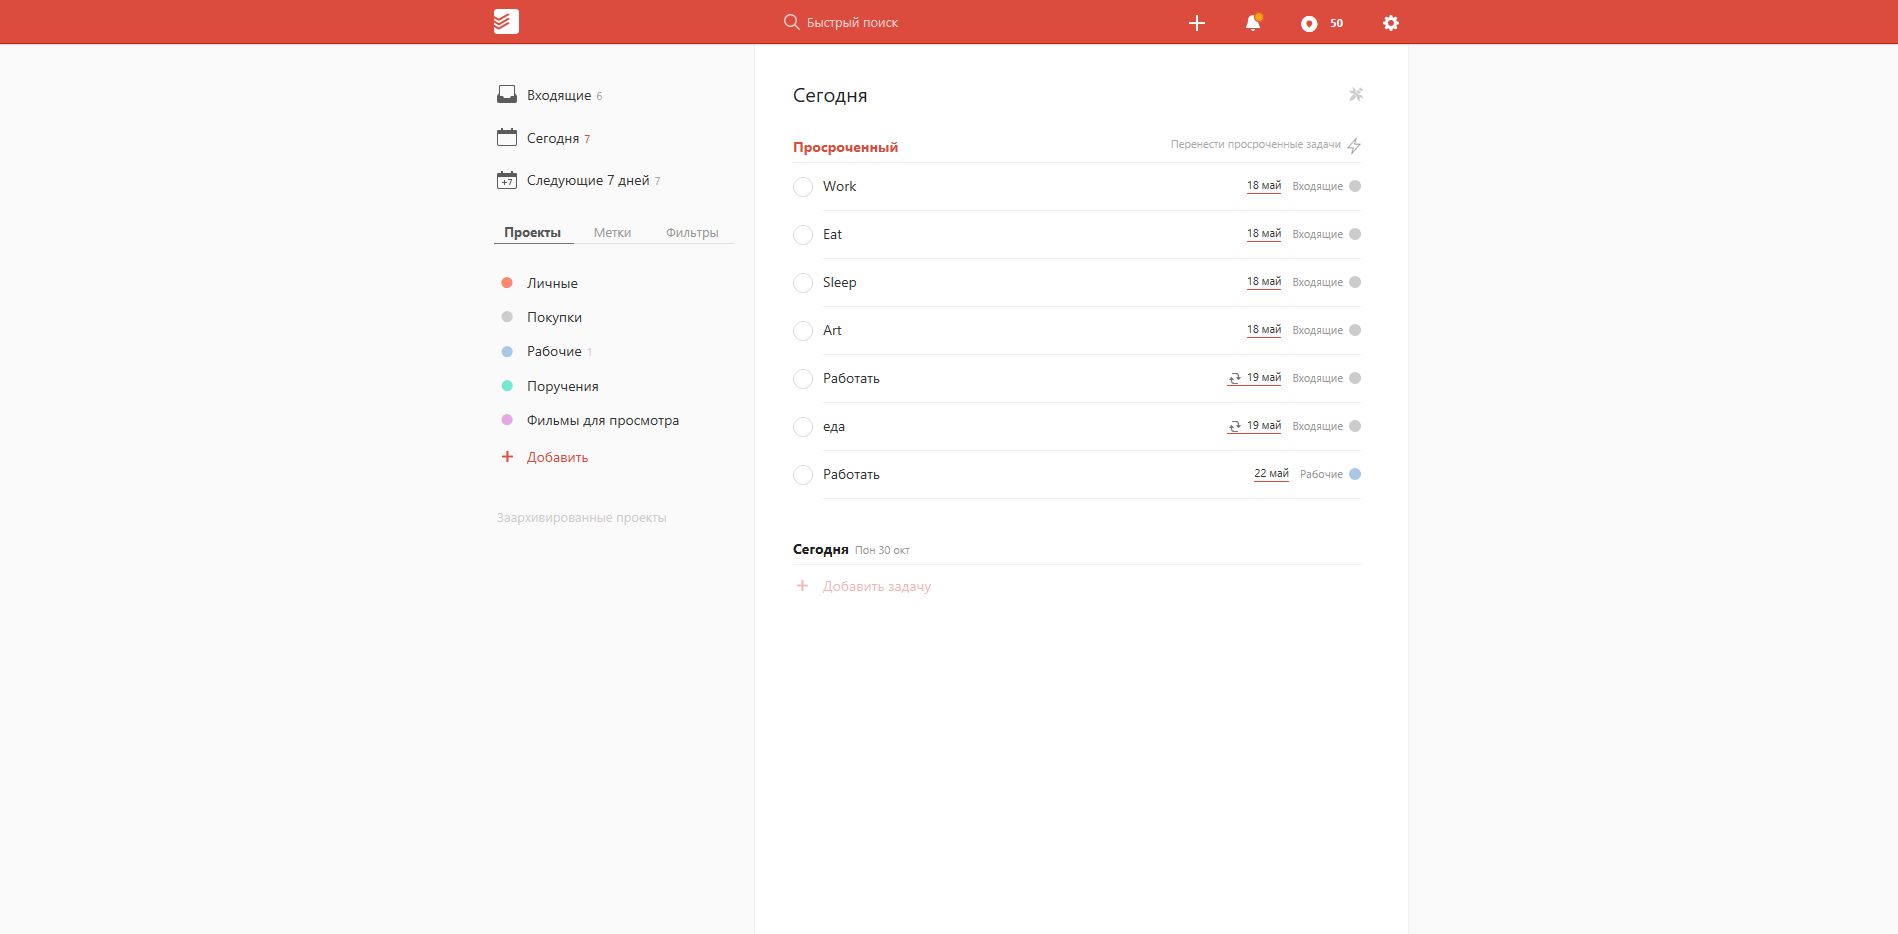 Быстрый поиск
50
Входящие 6
Сегодня 7
+7 Следующие 7 дней 7
Проекты Метки Фильтры
Личные
Покупки
Рабочие 1
Поручения
Фильмы для просмотра
+ Добавить
Заархивированные проекты
Сегодня
Просроченный Перенести просроченные задачи
Work 18 май Входящие
Eat 18 май Входящие
Sleep 18 май Входящие
Art 18 май Входящие
Работать 19 май Входящие
еда 19 май Входящие
Работать 22 май Рабочие
Сегодня Пон 30 окт
+ Добавить задачу